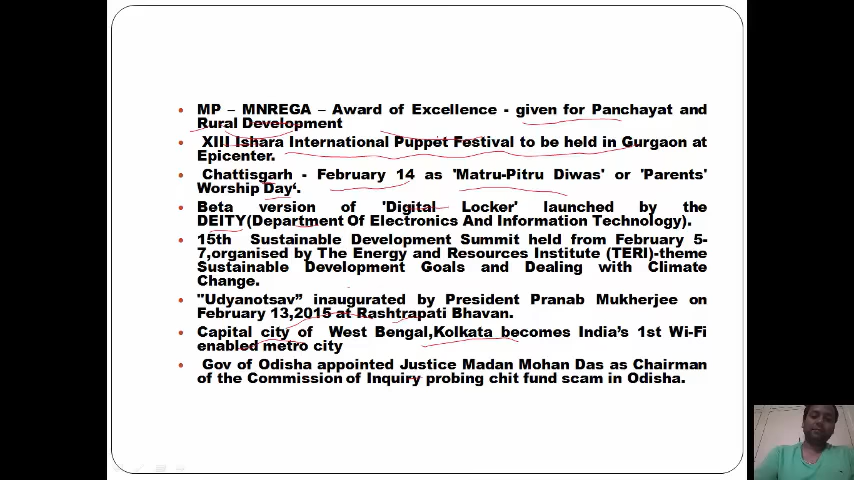 MP – MNREGA – Award of Excellence - given for Panchayat and
Rural Development
XIII Ishara International Puppet Festival to be held in Gurgaon at
Epicenter.
Chattisgarh - February 14 as 'Matru-Pitru Diwas' or 'Parents'
Worship Day‘.
Beta version of 'Digital Locker' launched by the
DEITY(Department Of Electronics And Information Technology).
15th Sustainable Development Summit held from February 5-
7,organised by The Energy and Resources Institute (TERI)-theme
Sustainable Development Goals and Dealing with Climate
Change.
"Udyanotsav” inaugurated by President Pranab Mukherjee on
February 13,2015 at Rashtrapati Bhavan.
Capital city of West Bengal,Kolkata becomes India’s 1st Wi-Fi
enabled metro city
Gov of Odisha appointed Justice Madan Mohan Das as Chairman
of the Commission of Inquiry probing chit fund scam in Odisha.